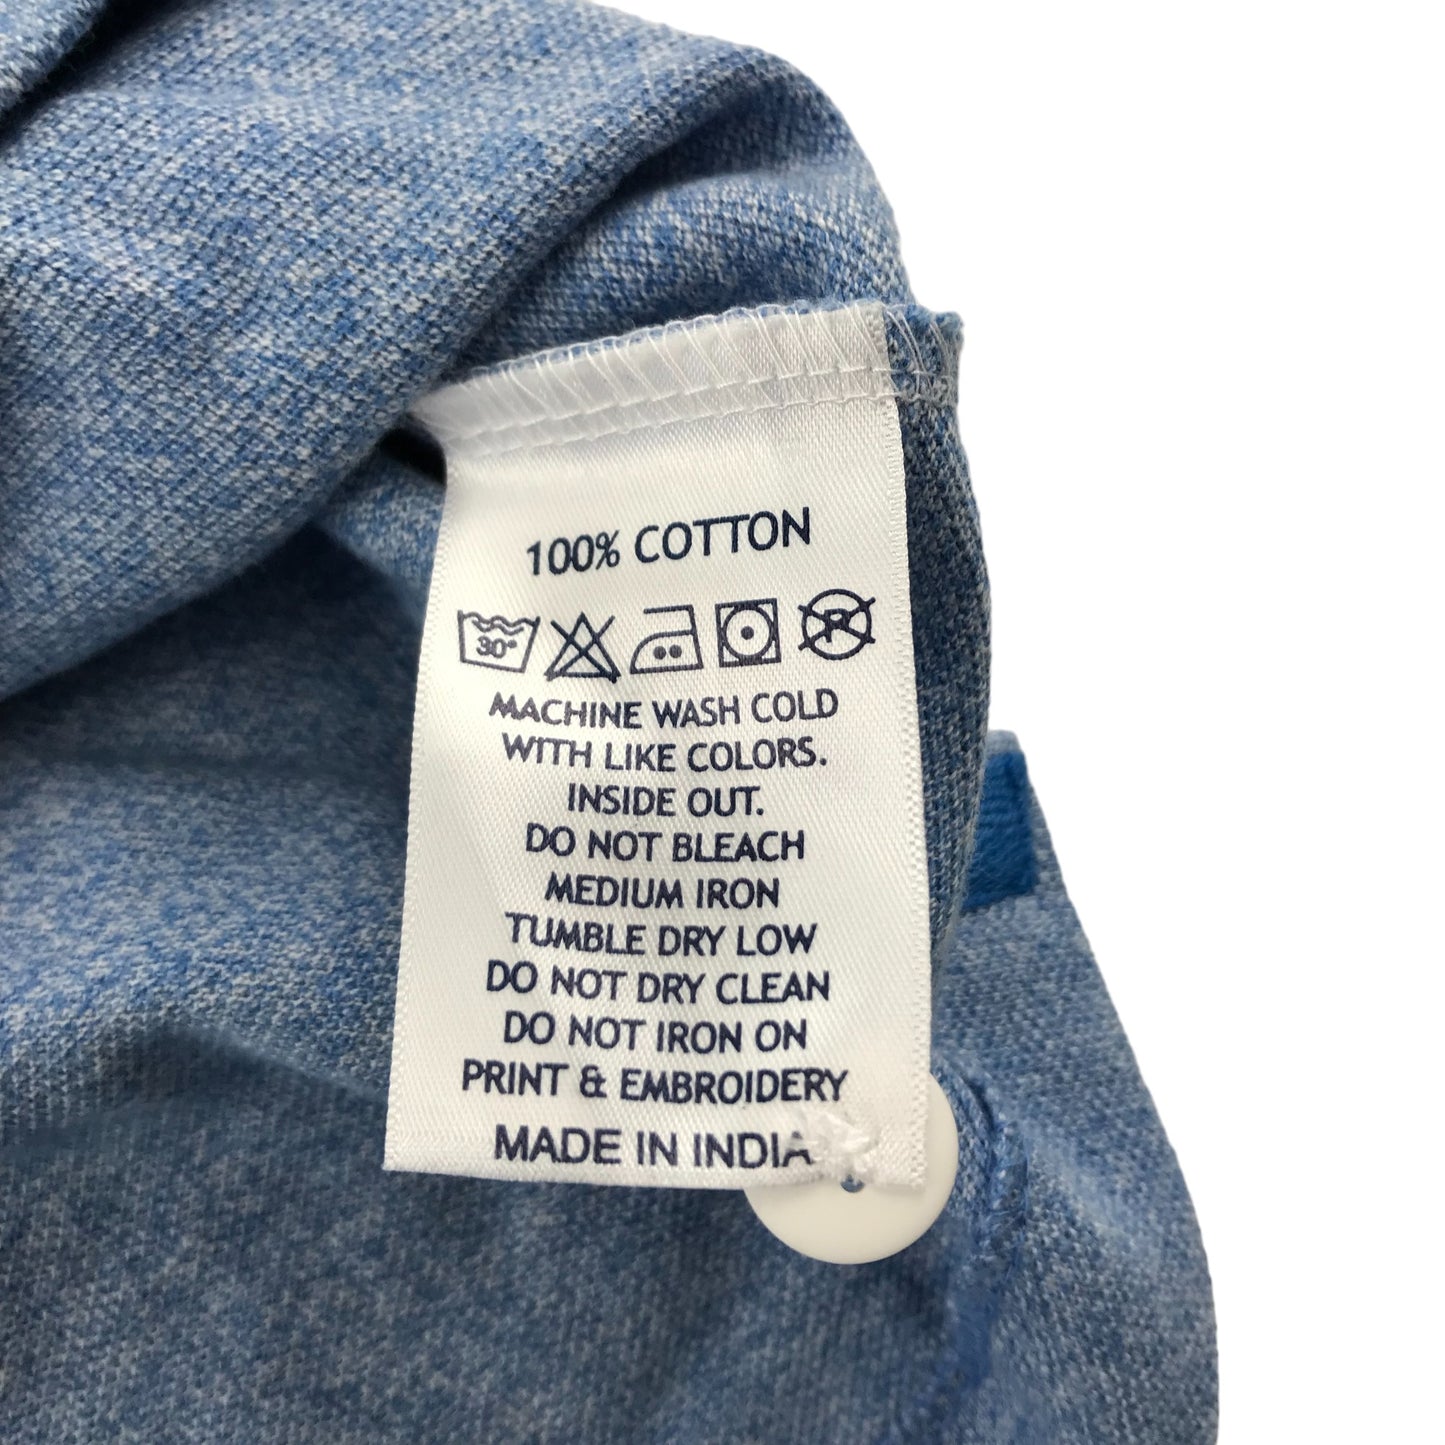 100% COTTON
30° P
MACHINE WASH COLD
WITH LIKE COLORS.
INSIDE OUT.
DO NOT BLEACH
MEDIUM IRON
TUMBLE DRY LOW
DO NOT DRY CLEAN
DO NOT IRON ON
PRINT & EMBROIDERY
MADE IN INDIA